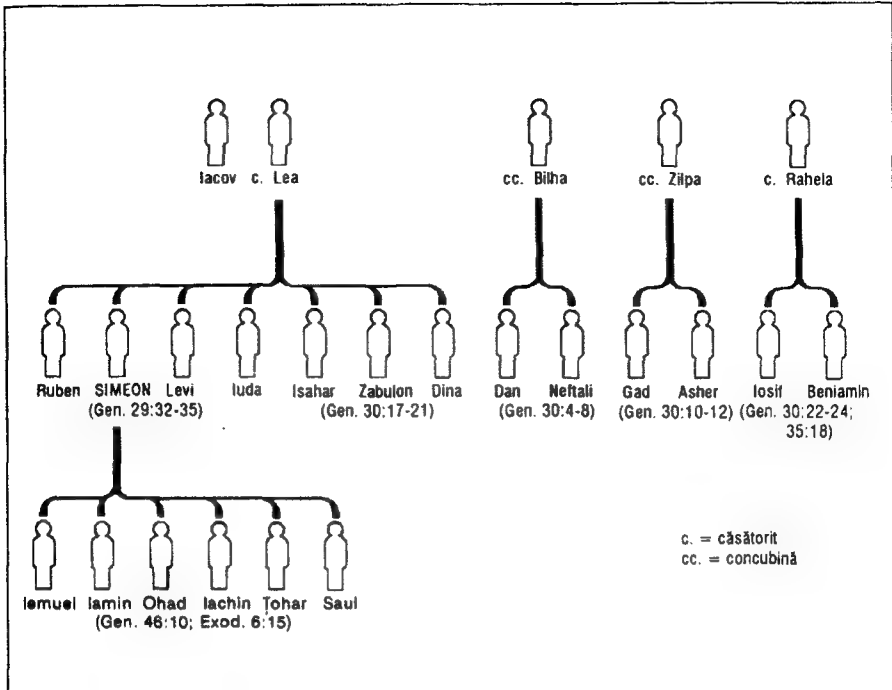 Iacov c. Lea cc. Bilha cc. Zilpa c. Rahela
Ruben SIMEON Levi Iuda Isahar Zabulon Dina Dan Neftali Gad Asher Iosif Beniamin
(Gen. 29:32-35) (Gen. 30:17-21) (Gen. 30:4-8) (Gen. 30:10-12) (Gen. 30:22-24;
35:18)
c. = căsătorit
cc. = concubină
Iemuel Iamin Ohad Iachin Țohar Saul
(Gen. 46:10; Exod. 6:15)